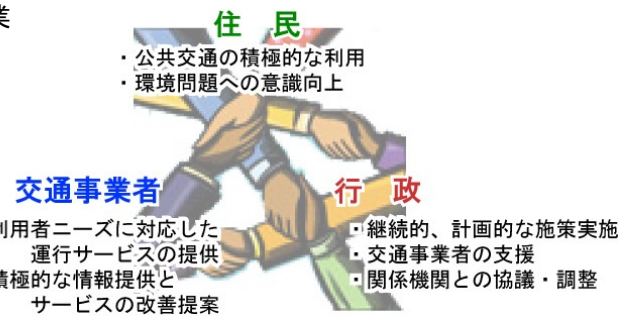 業
住　民
・公共交通の積極的な利用
・環境問題への意識向上
交通事業者
利用者ニーズに対応した
運行サービスの提供
積極的な情報提供と
サービスの改善提案
行　政
・継続的、計画的な施策実施
・交通事業者の支援
・関係機関との協議・調整